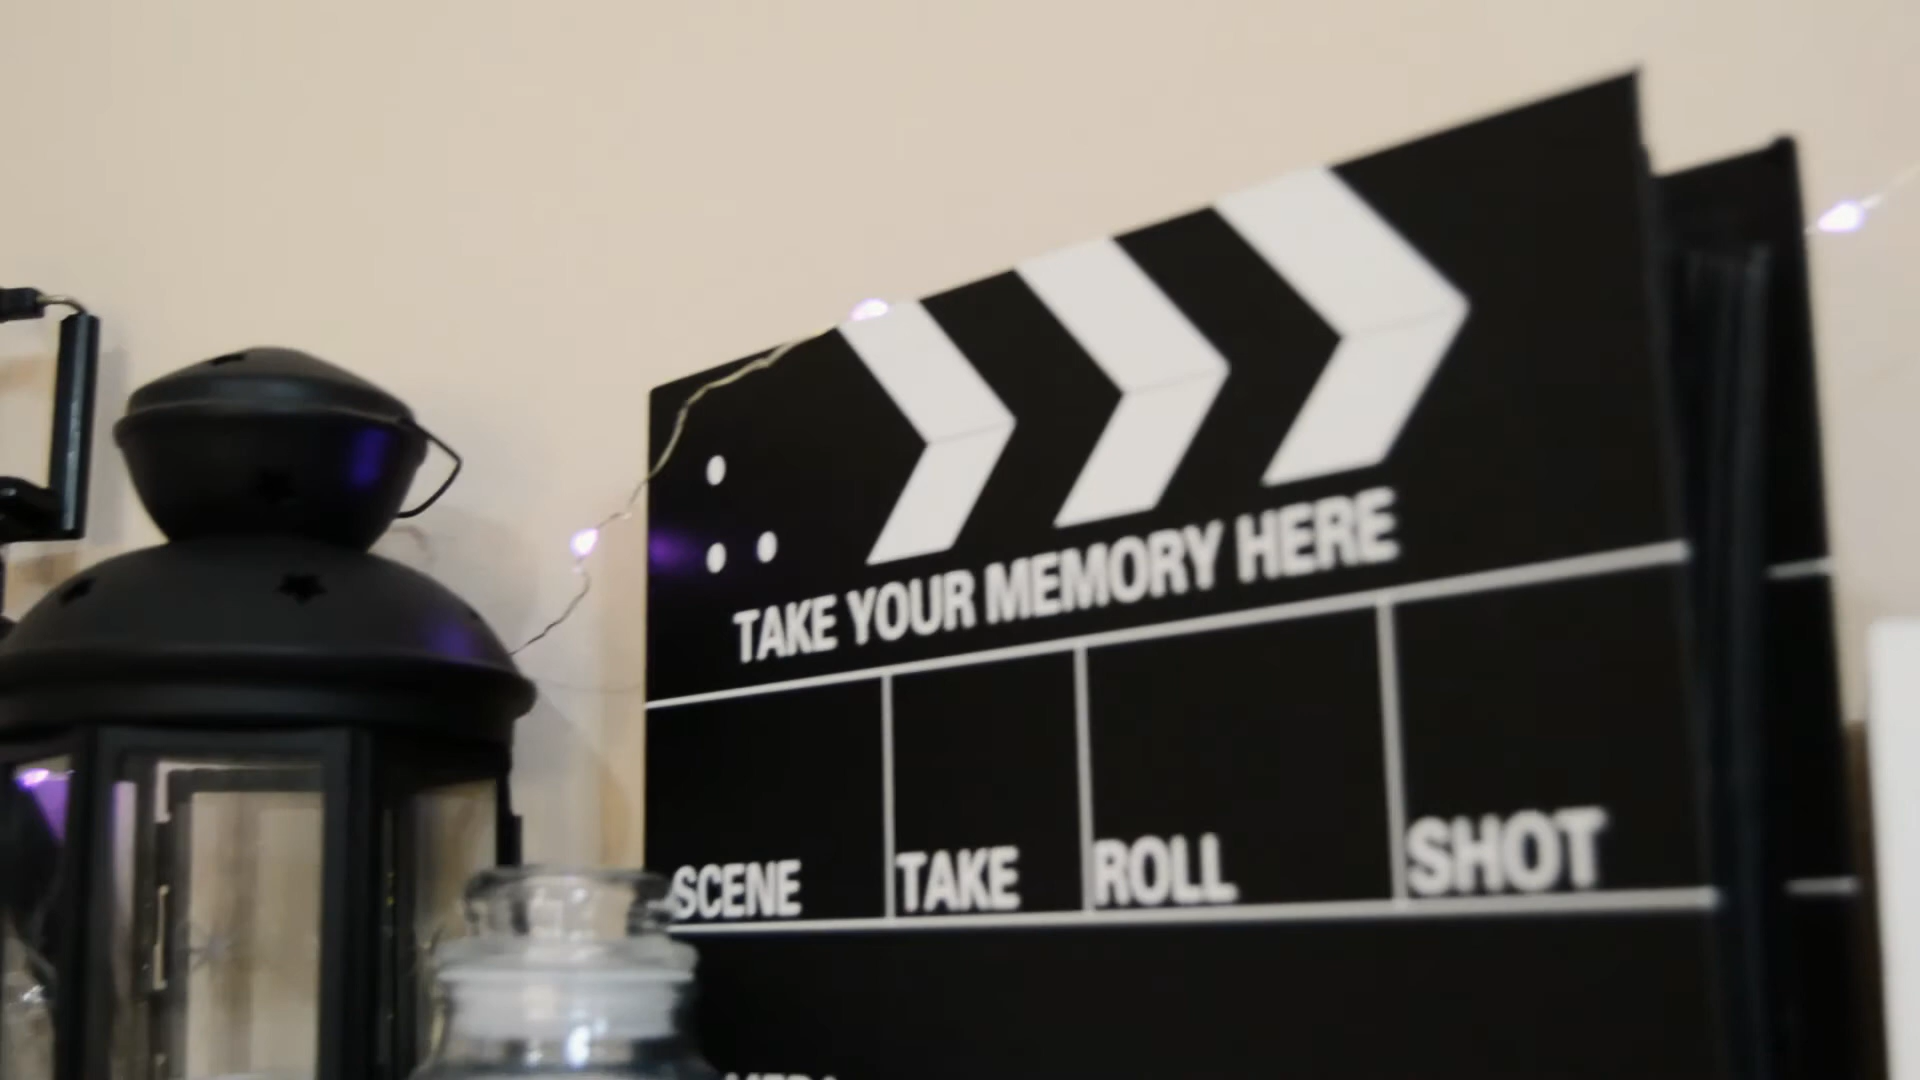 TAKE YOUR MEMORY HERE
SCENE
TAKE
ROLL
SHOT